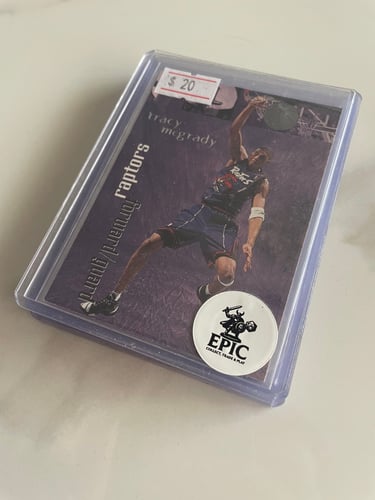 $ 20
tracy
mcgrady
raptors
forward/guard
EPIC
COLLECT, TRADE & PLAY